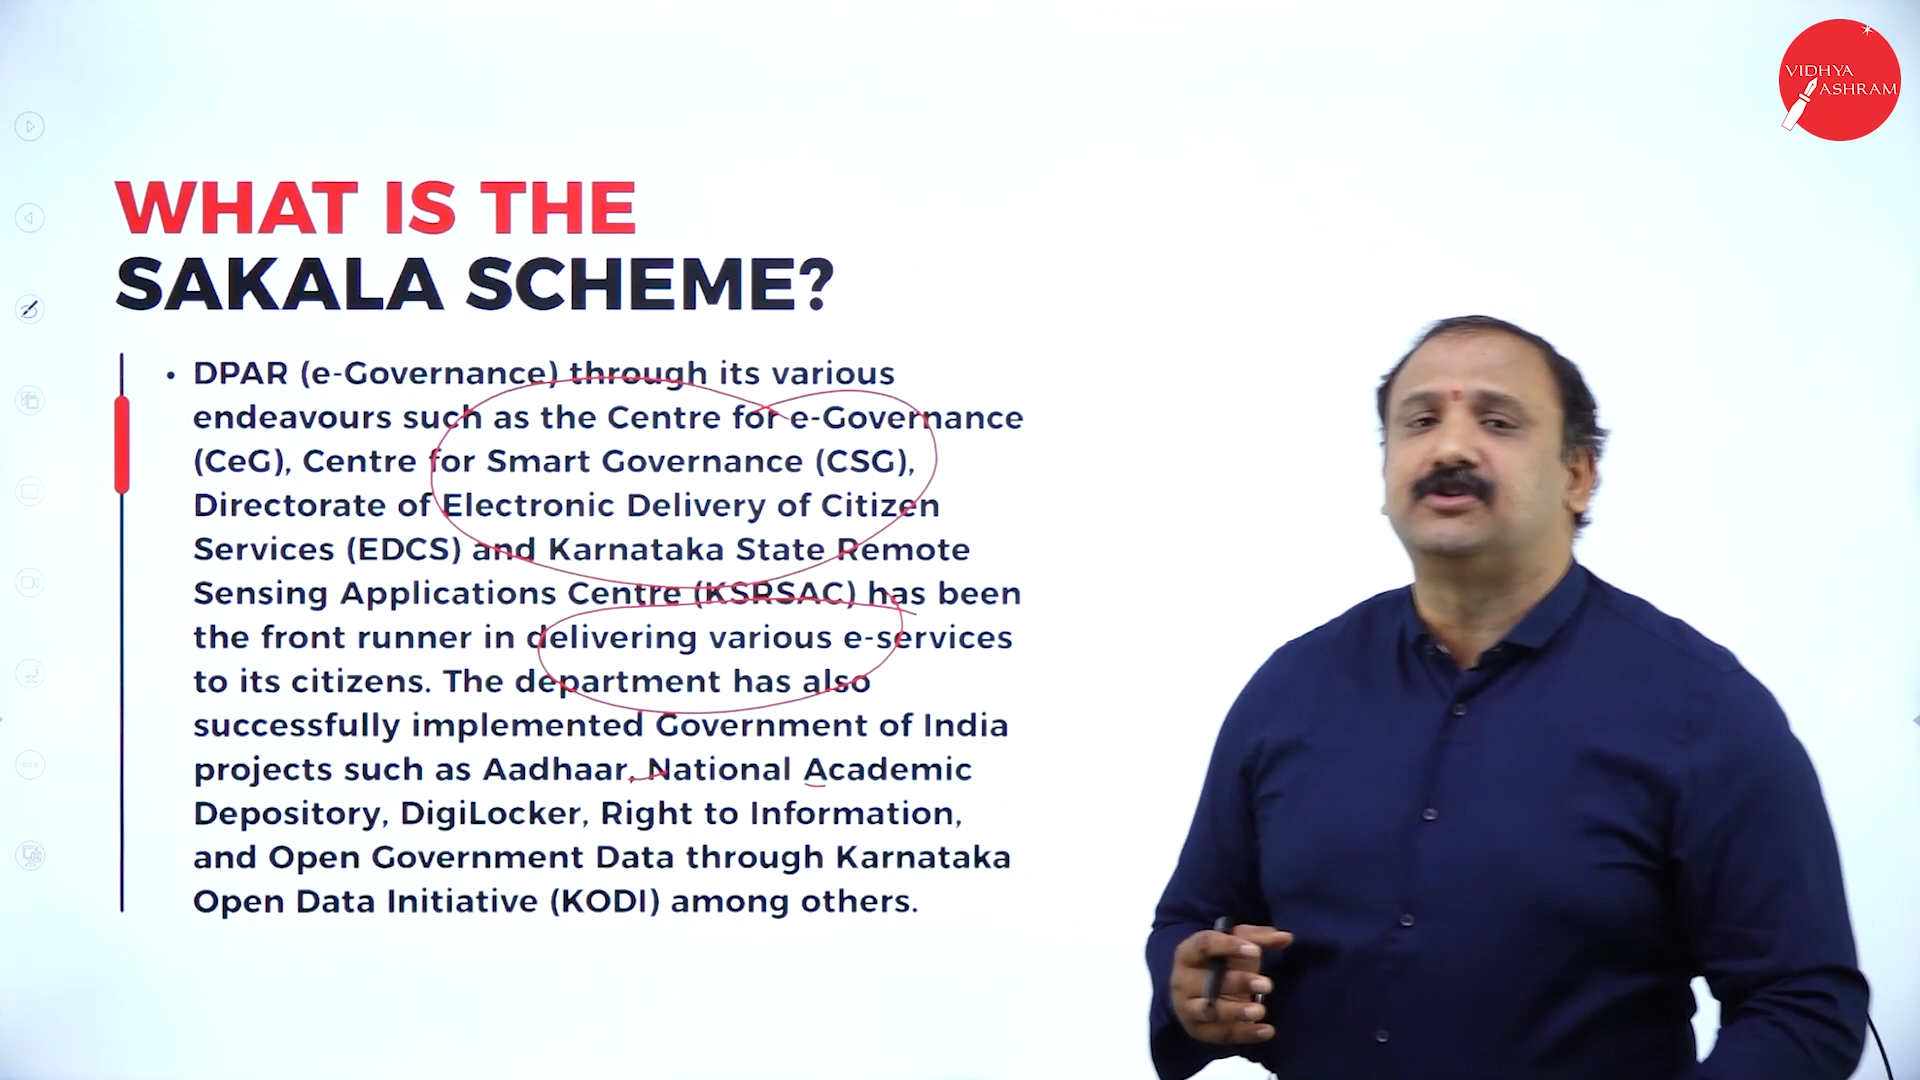 VIDHYA
ASHRAM
WHAT IS THE
SAKALA SCHEME?
• DPAR (e-Governance) through its various
endeavours such as the Centre for e-Governance
(CeG), Centre for Smart Governance (CSG),
Directorate of Electronic Delivery of Citizen
Services (EDCS) and Karnataka State Remote
Sensing Applications Centre (KSRSAC) has been
the front runner in delivering various e-services
to its citizens. The department has also
successfully implemented Government of India
projects such as Aadhaar, National Academic
Depository, DigiLocker, Right to Information,
and Open Government Data through Karnataka
Open Data Initiative (KODI) among others.